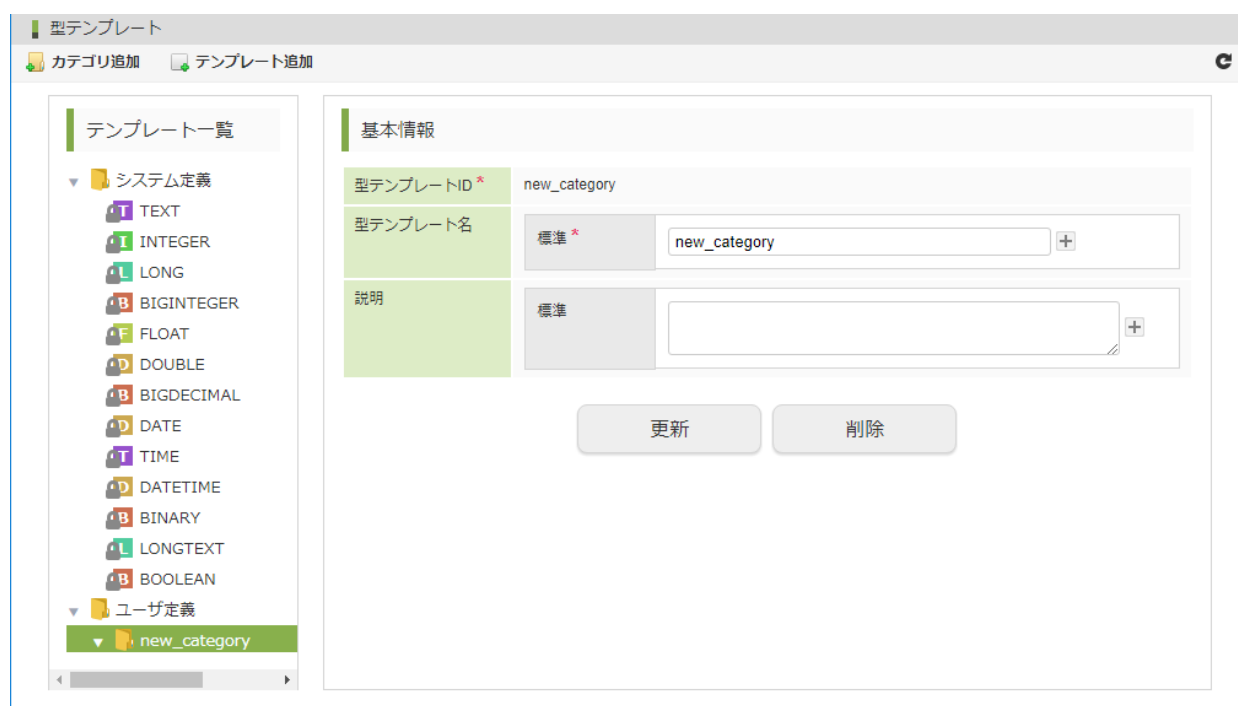 型テンプレート
カテゴリ追加 テンプレート追加
テンプレート一覧
システム定義
TEXT
INTEGER
LONG
BIGINTEGER
FLOAT
DOUBLE
BIGDECIMAL
DATE
TIME
DATETIME
BINARY
LONGTEXT
BOOLEAN
ユーザ定義
new_category
基本情報
型テンプレートID * new_category
型テンプレート名 標準 * new_category
説明 標準
更新 削除